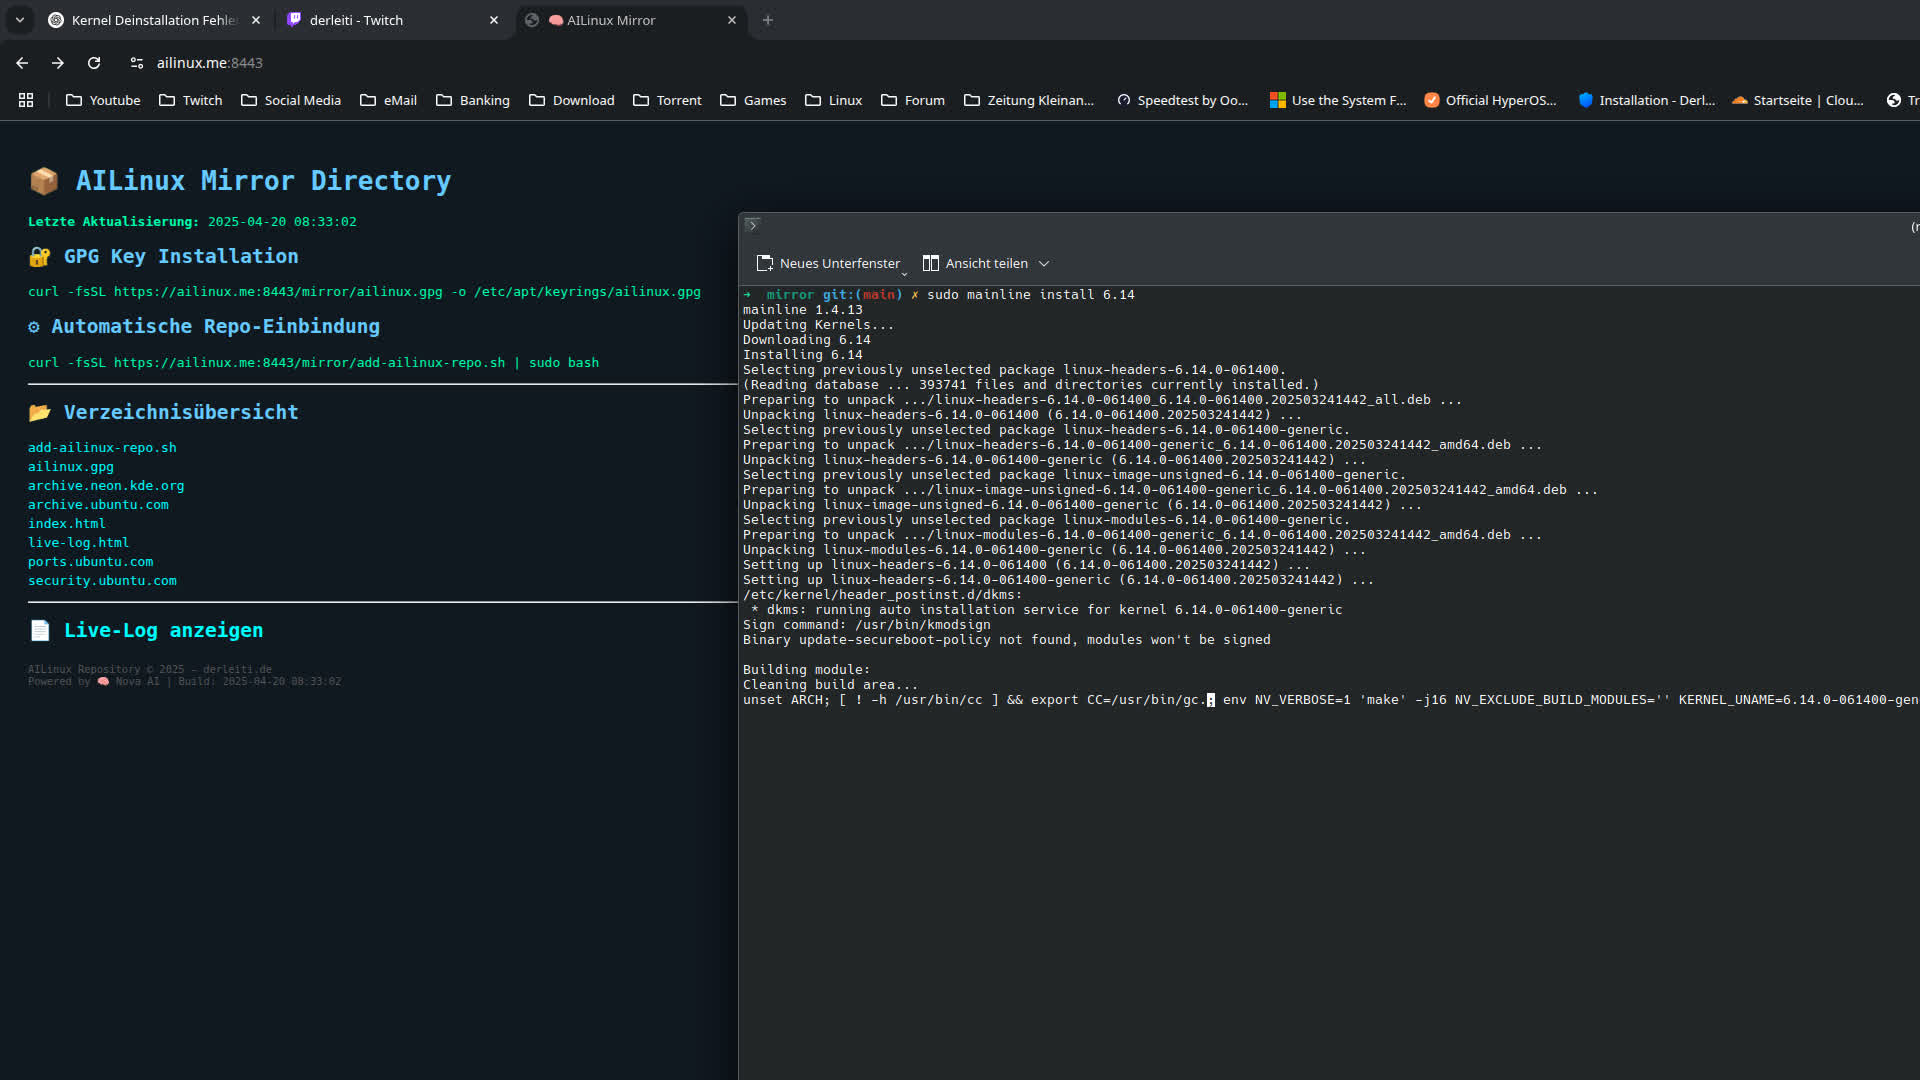 Kernel Deinstallation Fehle
derleiti - Twitch
🧠 AILinux Mirror
ailinux.me:8443
Youtube
Twitch
Social Media
eMail
Banking
Download
Torrent
Games
Linux
Forum
Zeitung Kleinan...
Speedtest by Oo...
Use the System F...
Official HyperOS...
Installation - Derl...
Startseite | Clou...
Tr
📦 AILinux Mirror Directory
Letzte Aktualisierung: 2025-04-20 08:33:02
🔐 GPG Key Installation
curl -fsSL https://ailinux.me:8443/mirror/ailinux.gpg -o /etc/apt/keyrings/ailinux.gpg
⚙ Automatische Repo-Einbindung
curl -fsSL https://ailinux.me:8443/mirror/add-ailinux-repo.sh | sudo bash
📂 Verzeichnisübersicht
add-ailinux-repo.sh
ailinux.gpg
archive.neon.kde.org
archive.ubuntu.com
index.html
live-log.html
ports.ubuntu.com
security.ubuntu.com
📄 Live-Log anzeigen
AILinux Repository © 2025 - derleiti.de
Powered by 🧠 Nova AI | Build: 2025-04-20 08:33:02
Neues Unterfenster
Ansicht teilen
➜ mirror git:(main) ✗ sudo mainline install 6.14
mainline 1.4.13
Updating Kernels...
Downloading 6.14
Installing 6.14
Selecting previously unselected package linux-headers-6.14.0-061400.
(Reading database ... 393741 files and directories currently installed.)
Preparing to unpack .../linux-headers-6.14.0-061400_6.14.0-061400.202503241442_all.deb ...
Unpacking linux-headers-6.14.0-061400 (6.14.0-061400.202503241442) ...
Selecting previously unselected package linux-headers-6.14.0-061400-generic.
Preparing to unpack .../linux-headers-6.14.0-061400-generic_6.14.0-061400.202503241442_amd64.deb ...
Unpacking linux-headers-6.14.0-061400-generic (6.14.0-061400.202503241442) ...
Selecting previously unselected package linux-image-unsigned-6.14.0-061400-generic.
Preparing to unpack .../linux-image-unsigned-6.14.0-061400-generic_6.14.0-061400.202503241442_amd64.deb ...
Unpacking linux-image-unsigned-6.14.0-061400-generic (6.14.0-061400.202503241442) ...
Selecting previously unselected package linux-modules-6.14.0-061400-generic.
Preparing to unpack .../linux-modules-6.14.0-061400-generic_6.14.0-061400.202503241442_amd64.deb ...
Unpacking linux-modules-6.14.0-061400-generic (6.14.0-061400.202503241442) ...
Setting up linux-headers-6.14.0-061400 (6.14.0-061400.202503241442) ...
Setting up linux-headers-6.14.0-061400-generic (6.14.0-061400.202503241442) ...
/etc/kernel/header_postinst.d/dkms:
 * dkms: running auto installation service for kernel 6.14.0-061400-generic
Sign command: /usr/bin/kmodsign
Binary update-secureboot-policy not found, modules won't be signed
Building module:
Cleaning build area...
unset ARCH; [ ! -h /usr/bin/cc ] && export CC=/usr/bin/gc.; env NV_VERBOSE=1 'make' -j16 NV_EXCLUDE_BUILD_MODULES='' KERNEL_UNAME=6.14.0-061400-gen